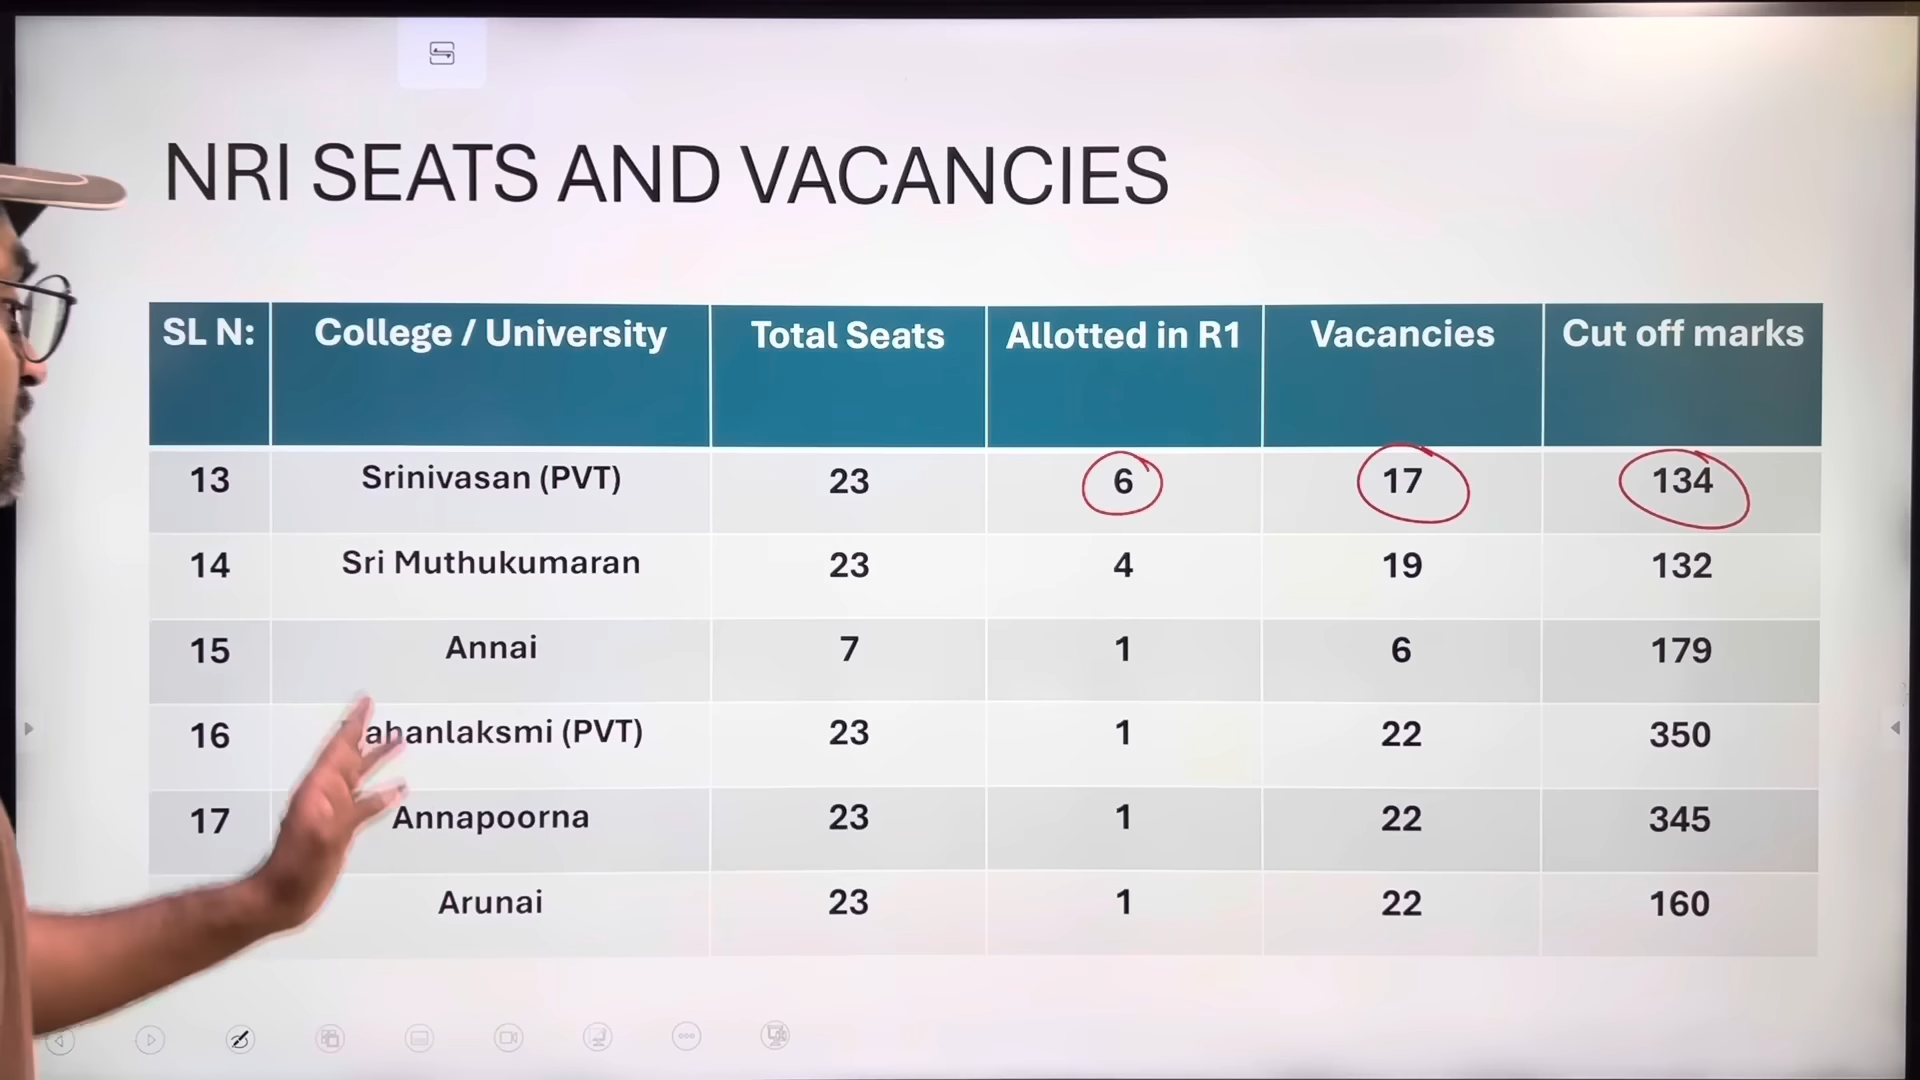 NRI SEATS AND VACANCIES
SL N: College / University Total Seats Allotted in R1 Vacancies Cut off marks
13 Srinivasan (PVT) 23 6 17 134
14 Sri Muthukumaran 23 4 19 132
15 Annai 7 1 6 179
16 (PVT) 23 1 22 350
17 Annapoorna 23 1 22 345
Arunai 23 1 22 160